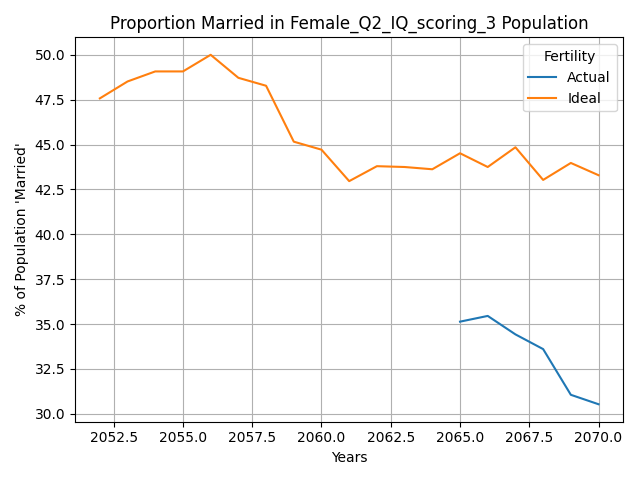 Proportion Married in Female_Q2_IQ_scoring_3 Population
Fertility
Actual
Ideal
50.0
47.5
45.0
42.5
40.0
37.5
35.0
32.5
30.0
% of Population 'Married'
2052.5 2055.0 2057.5 2060.0 2062.5 2065.0 2067.5 2070.0
Years